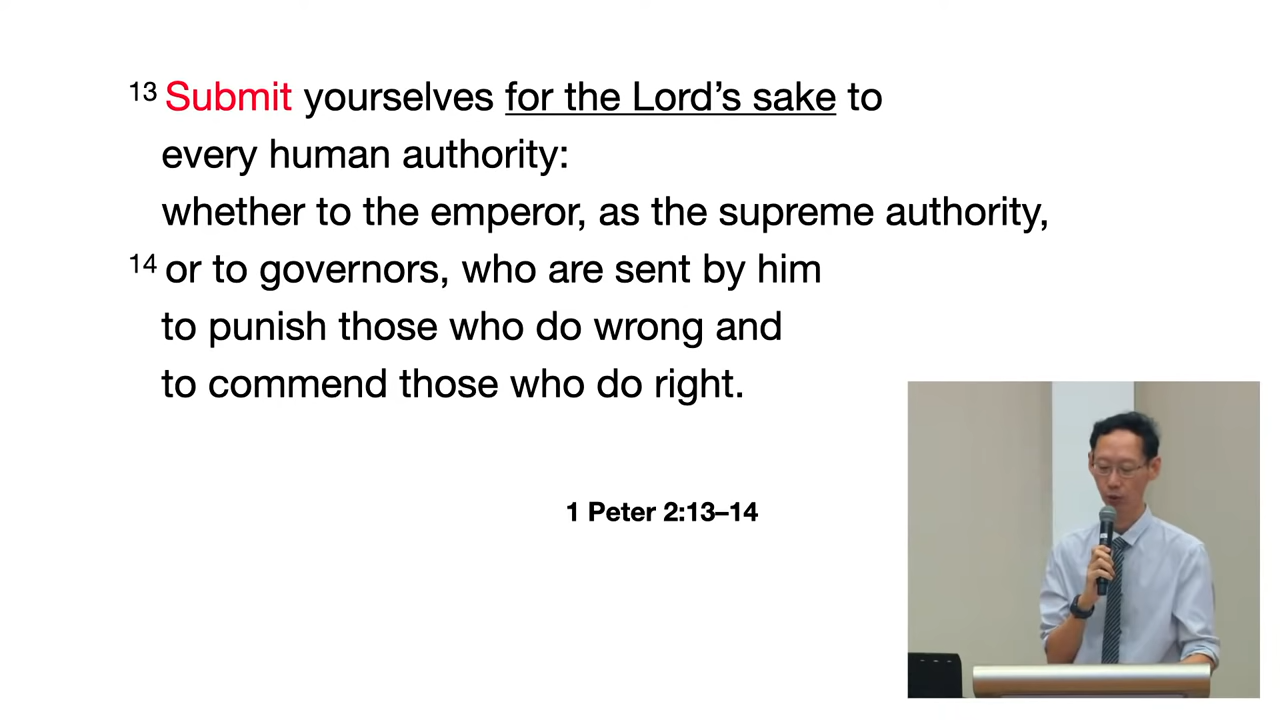 13 Submit yourselves for the Lord’s sake to
every human authority:
whether to the emperor, as the supreme authority,
14 or to governors, who are sent by him
to punish those who do wrong and
to commend those who do right.
1 Peter 2:13–14